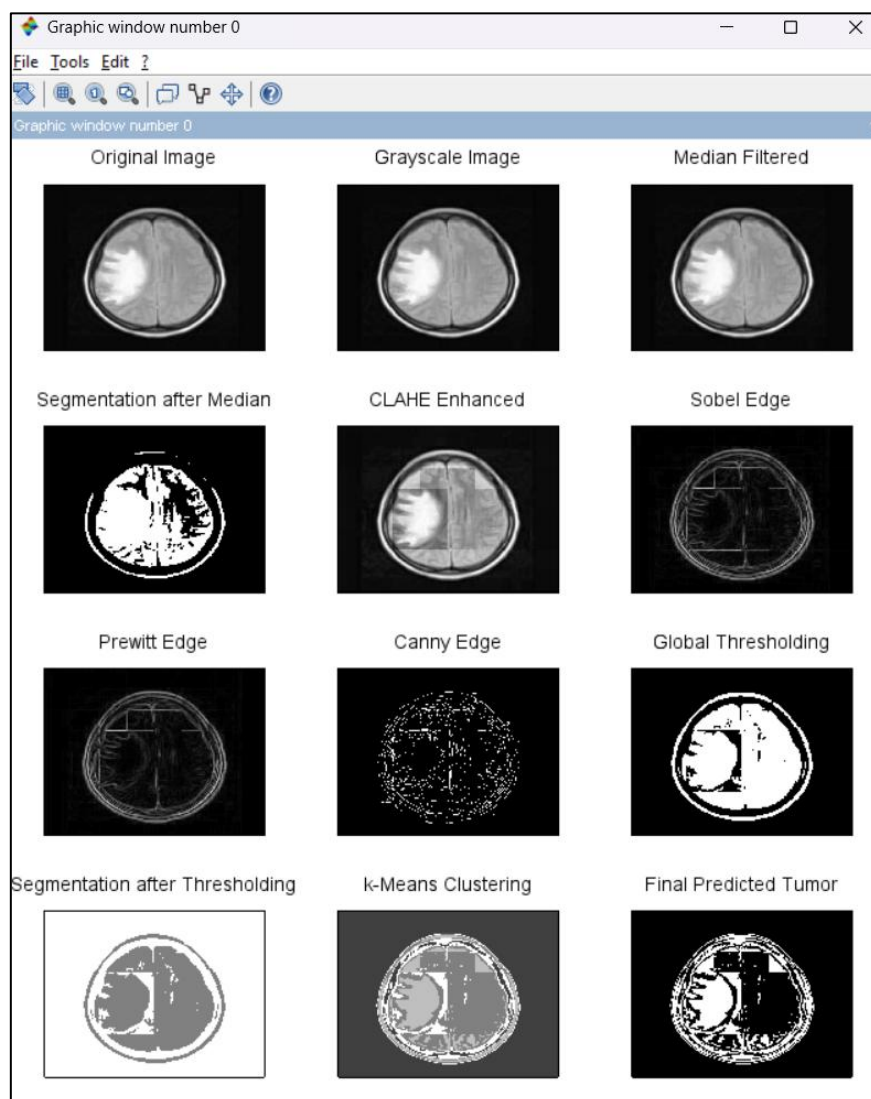 Graphic window number 0
File Tools Edit ?
Graphic window number 0
Original Image Grayscale Image Median Filtered
Segmentation after Median CLAHE Enhanced Sobel Edge
Prewitt Edge Canny Edge Global Thresholding
Segmentation after Thresholding k-Means Clustering Final Predicted Tumor